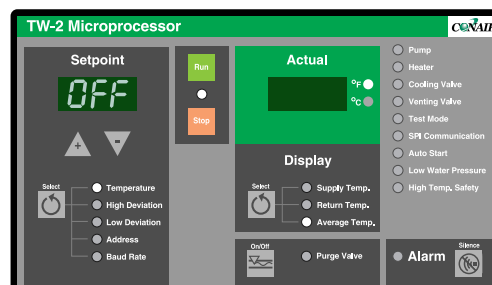 TW-2 Microprocessor
CONAIR
Setpoint
OFF
+
-
Select
Temperature
High Deviation
Low Deviation
Address
Baud Rate
Run
Stop
Actual
°F
°C
Display
Select
Supply Temp.
Return Temp.
Average Temp.
On/Off
Purge Valve
Pump
Heater
Cooling Valve
Venting Valve
Test Mode
SPI Communication
Auto Start
Low Water Pressure
High Temp. Safety
Alarm
Silence